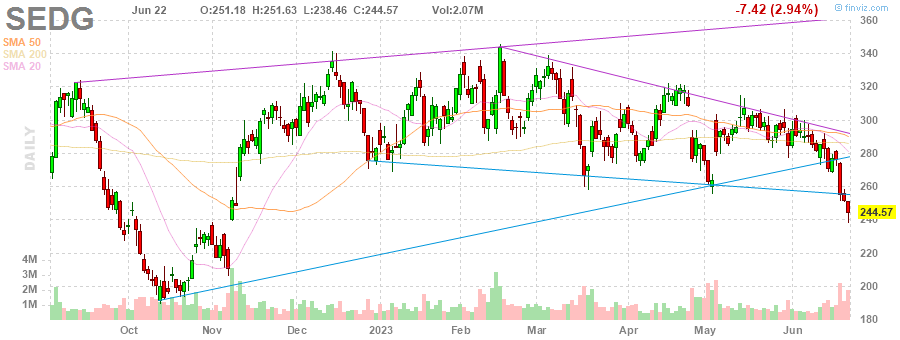 SEDG Jun 22 O:251.18 H:251.63 L:238.46 C:244.57 Vol:2.07M -7.42 (2.94%) © finviz.com
SMA 50
SMA 200
SMA 20
DAILY
360
340
320
300
280
260
244.57
240
220
200
180
4M
3M
2M
1M
Oct Nov Dec 2023 Feb Mar Apr May Jun